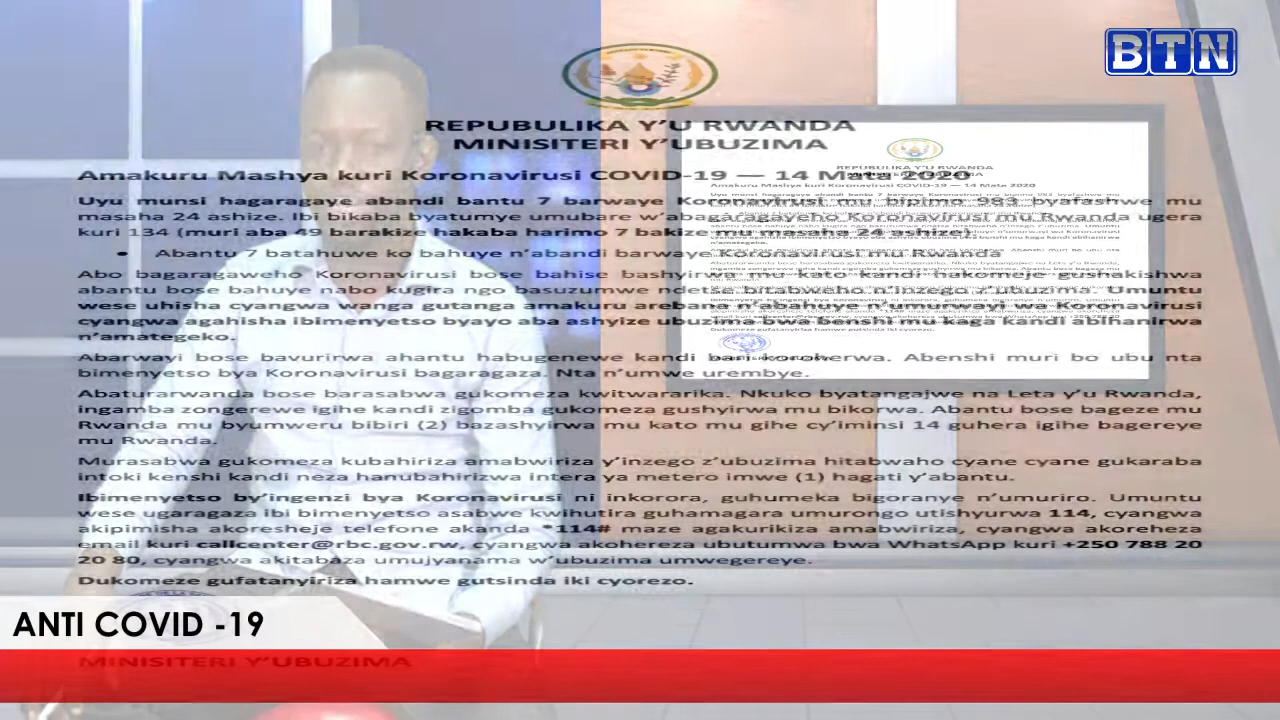 BTN
REPUBULIKA Y'U RWANDA
MINISITERI Y'UBUZIMA
Amakuru Mashya kuri Koronavirusi COVID-19 — 14 Mata 2020
Uyu munsi hagaragaye abandi bantu 7 barwaye Koronavirusi mu bipimo 983 byafashwe mu
masaha 24 ashize. Ibi bikaba byatumye umubare w'abagaragayeho Koronavirusi mu Rwanda ugera
kuri 134 (muri aba 49 barakize hakaba harimo 7 bakize mu masaha 24 ashize).
• Abantu 7 batahuwe mu bahuye n'abandi barwaye Koronavirusi mu Rwanda
Koronavirusi bose bahise bashyirwa mu kato kandi hakomeje gushakishwa
abantu bose kugira ngo basuzumwe ndetse bitabweho n'inzego z'ubuzima. Umuntu
wese gutanga amakuru arebana n'abahuye n'umurwayi wa Koronavirusi
cyangwa agahisha ibimenyetso byayo aba ashyize ubuzima bwa benshi mu kaga kandi abihanirwa
n'amategeko.
Abarwayi bose bavurirwa ahantu habugenewe kandi bari koroherwa. Abenshi muri bo ubu nta
bimenyetso bya Koronavirusi bagaragaza. Nta n'umwe urembye.
Abaturarwanda bose barasabwa gukomeza kwitwararika. Nkuko byatangajwe na Leta y'u Rwanda,
ingamba zongerewe igihe kandi zigomba gukomeza gushyirwa mu bikorwa. Abantu bose bageze mu
Rwanda mu byumweru bibiri (2) bazashyirwa mu kato mu gihe cy'iminsi 14 guhera igihe bagereye
mu Rwanda.
Murasabwa gukomeza kubahiriza amabwiriza y'inzego z'ubuzima hitabwaho cyane cyane gukaraba
intoki kenshi kandi neza hanubahirizwa intera ya metero imwe (1) hagati y'abantu.
Ibimenyetso by'ingenzi bya Koronavirusi ni inkorora, guhumeka bigoranye n'umuriro. Umuntu
wese ugaragaza ibi bimenyetso asabwe kwihutira guhamagara umurongo utishyurwa 114, cyangwa
akipimisha akoresheje telefone akanda *114# maze agakurikiza amabwiriza, cyangwa akoreheza
email kuri callcenter@rbc.gov.rw, cyangwa akohereza ubutumwa bwa WhatsApp kuri +250 788 20
20 80, cyangwa akitabaza umujyanama w'ubuzima umwegereye.
Dukomeze gufatanyiriza hamwe gutsinda iki cyorezo.
ANTI COVID -19
MINISITERI Y'UBUZIMA